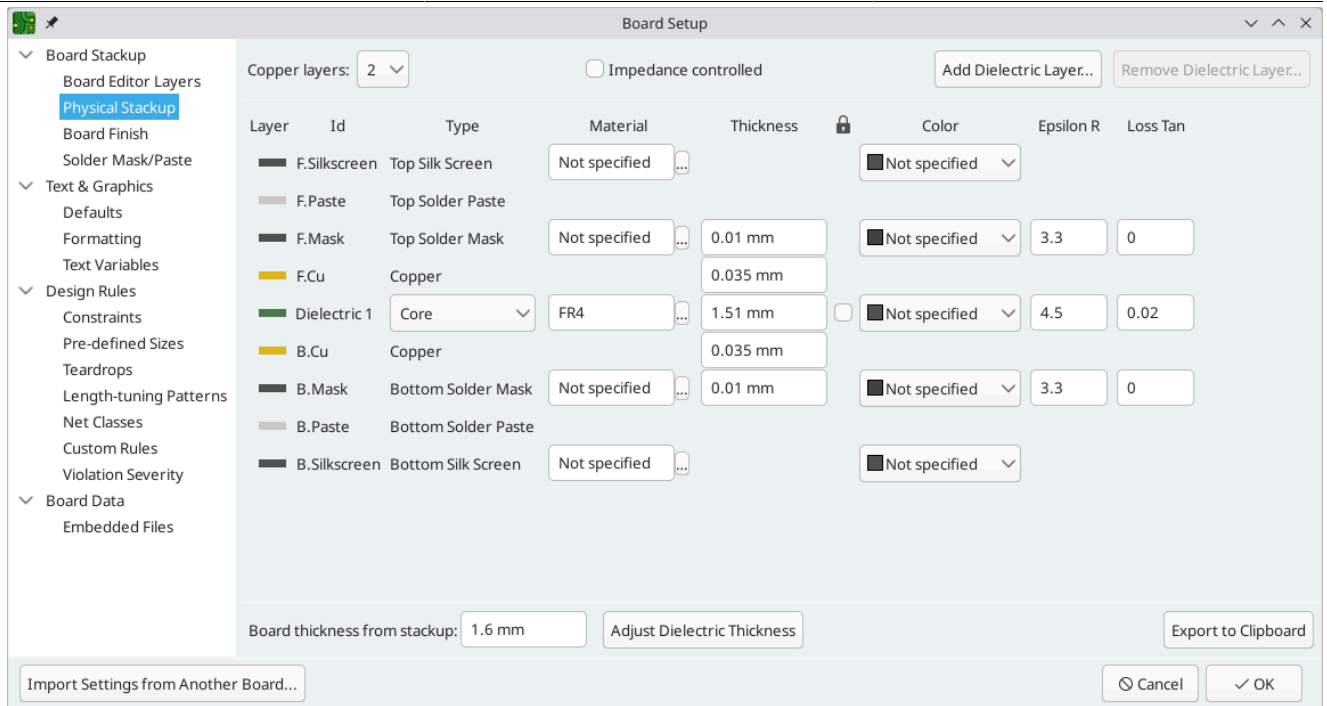 Board Setup
Board Stackup
Board Editor Layers
Physical Stackup
Board Finish
Solder Mask/Paste
Text & Graphics
Defaults
Formatting
Text Variables
Design Rules
Constraints
Pre-defined Sizes
Teardrops
Length-tuning Patterns
Net Classes
Custom Rules
Violation Severity
Board Data
Embedded Files
Copper layers: 2 Impedance controlled Add Dielectric Layer... Remove Dielectric Layer...
Layer Id Type Material Thickness Color Epsilon R Loss Tan
F.Silkscreen Top Silk Screen Not specified ... Not specified
F.Paste Top Solder Paste
F.Mask Top Solder Mask Not specified ... 0.01 mm Not specified 3.3 0
F.Cu Copper 0.035 mm
Dielectric 1 Core FR4 ... 1.51 mm Not specified 4.5 0.02
B.Cu Copper 0.035 mm
B.Mask Bottom Solder Mask Not specified ... 0.01 mm Not specified 3.3 0
B.Paste Bottom Solder Paste
B.Silkscreen Bottom Silk Screen Not specified ... Not specified
Board thickness from stackup: 1.6 mm Adjust Dielectric Thickness Export to Clipboard
Import Settings from Another Board... Cancel OK